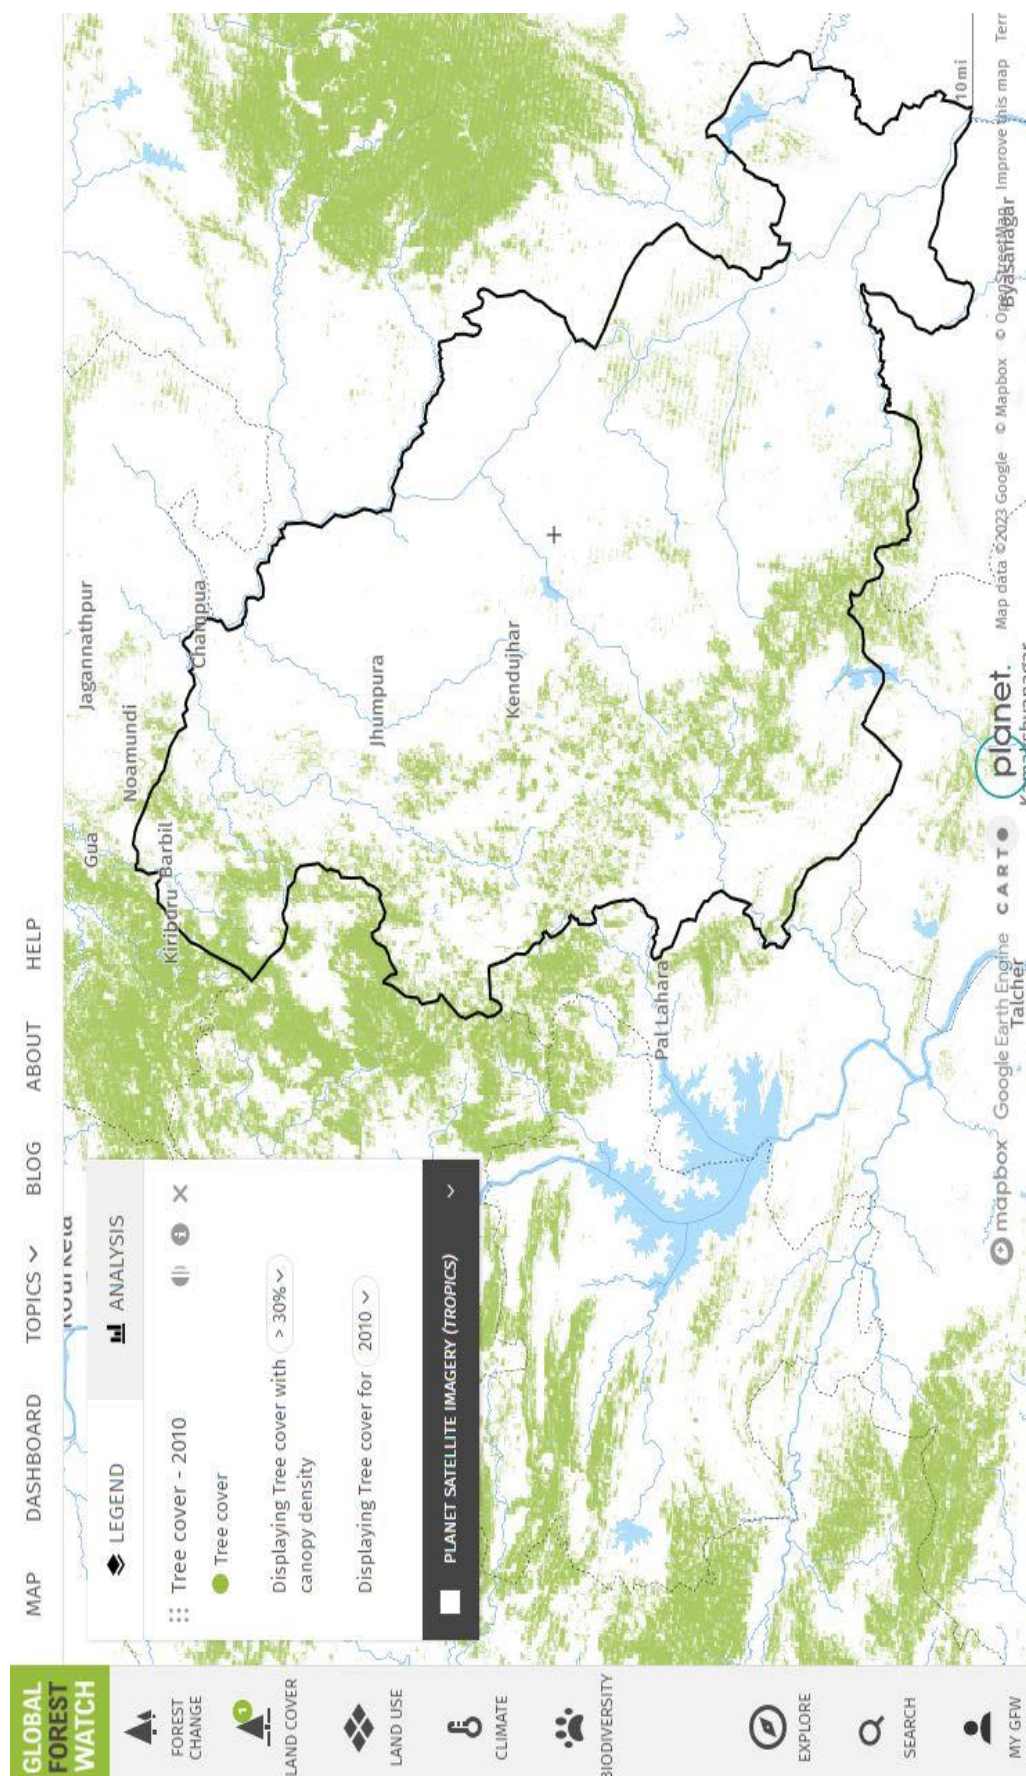 GLOBAL
FOREST
WATCH
MAP
DASHBOARD
TOPICS
BLOG
ABOUT
HELP
FOREST
CHANGE
1
LAND COVER
LAND USE
CLIMATE
BIODIVERSITY
EXPLORE
SEARCH
MY GFW
LEGEND
ANALYSIS
Tree cover - 2010
Tree cover
Displaying Tree cover with > 30%
canopy density
Displaying Tree cover for 2010
PLANET SATELLITE IMAGERY (TROPICS)
Gua
Jagannathpur
Noamundi
Kiriburu
Barbil
Champua
Jhumpura
Kendujhar
Pal Lahara
Talcher
Byasanagar
10mi
mapbox
Google Earth Engine
CARTO
planet.
Map data ©2023 Google
© Mapbox
© OpenStreetMap
Improve this map